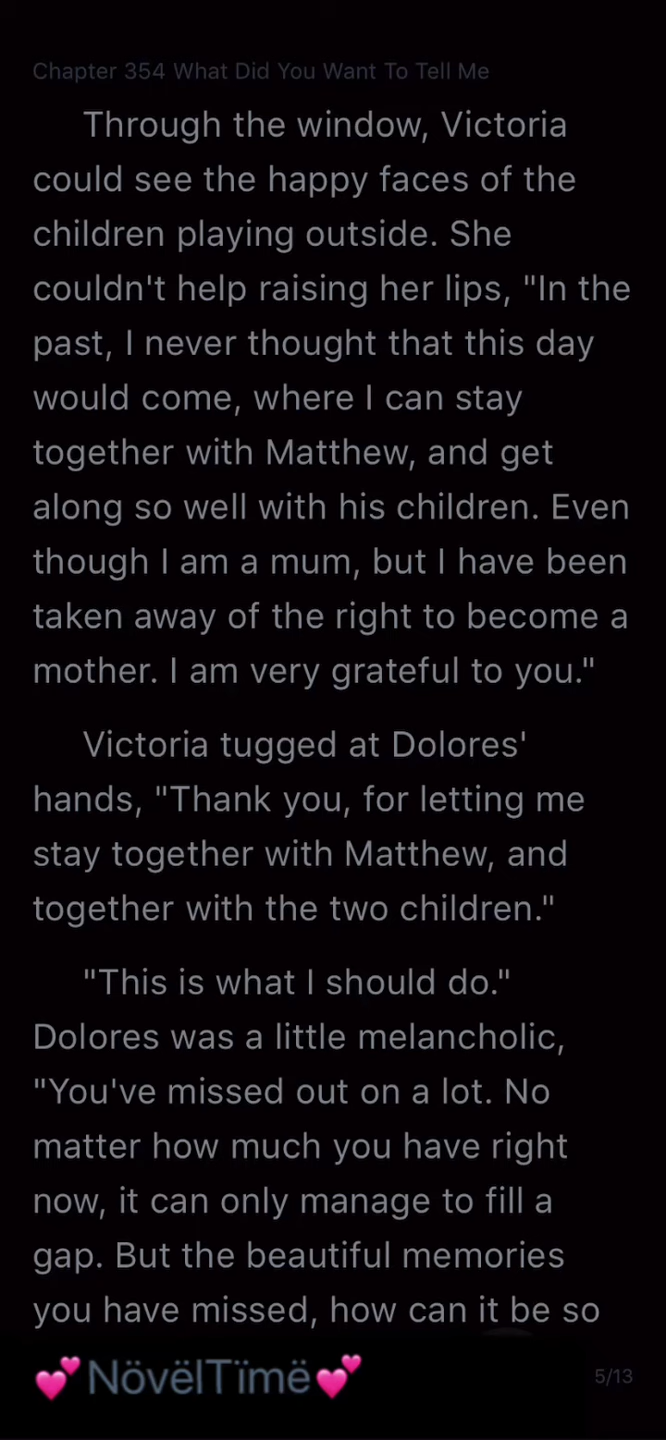 Chapter 354 What Did You Want To Tell Me
Through the window, Victoria
could see the happy faces of the
children playing outside. She
couldn't help raising her lips, "In the
past, I never thought that this day
would come, where I can stay
together with Matthew, and get
along so well with his children. Even
though I am a mum, but I have been
taken away of the right to become a
mother. I am very grateful to you."
Victoria tugged at Dolores'
hands, "Thank you, for letting me
stay together with Matthew, and
together with the two children."
"This is what I should do."
Dolores was a little melancholic,
"You've missed out on a lot. No
matter how much you have right
now, it can only manage to fill a
gap. But the beautiful memories
you have missed, how can it be so
💕NövëlTïmë💕
5/13